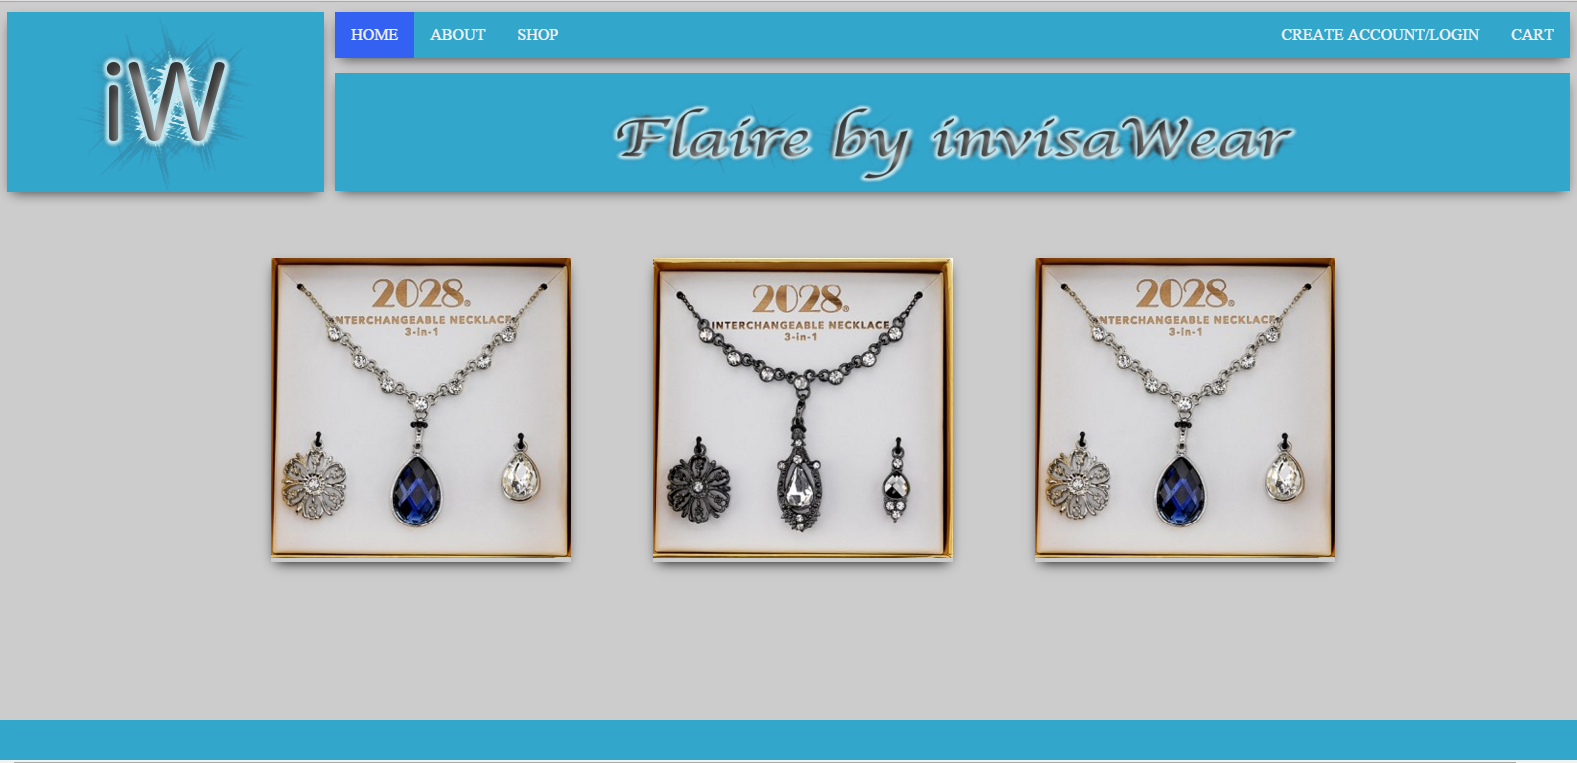 iW
HOME ABOUT SHOP CREATE ACCOUNT/LOGIN CART
Flaire by invisaWear
2028®
INTERCHANGEABLE NECKLACE
3-in-1
2028®
INTERCHANGEABLE NECKLACE
3-in-1
2028®
INTERCHANGEABLE NECKLACE
3-in-1